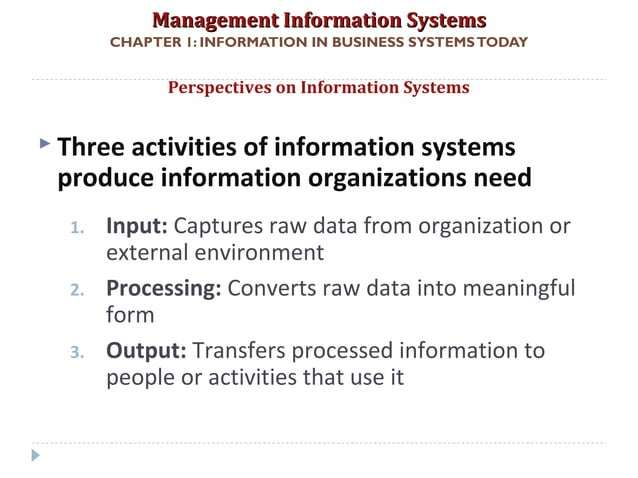 Management Information Systems
CHAPTER 1: INFORMATION IN BUSINESS SYSTEMS TODAY
Perspectives on Information Systems
Three activities of information systems
produce information organizations need
1. Input: Captures raw data from organization or
external environment
2. Processing: Converts raw data into meaningful
form
3. Output: Transfers processed information to
people or activities that use it